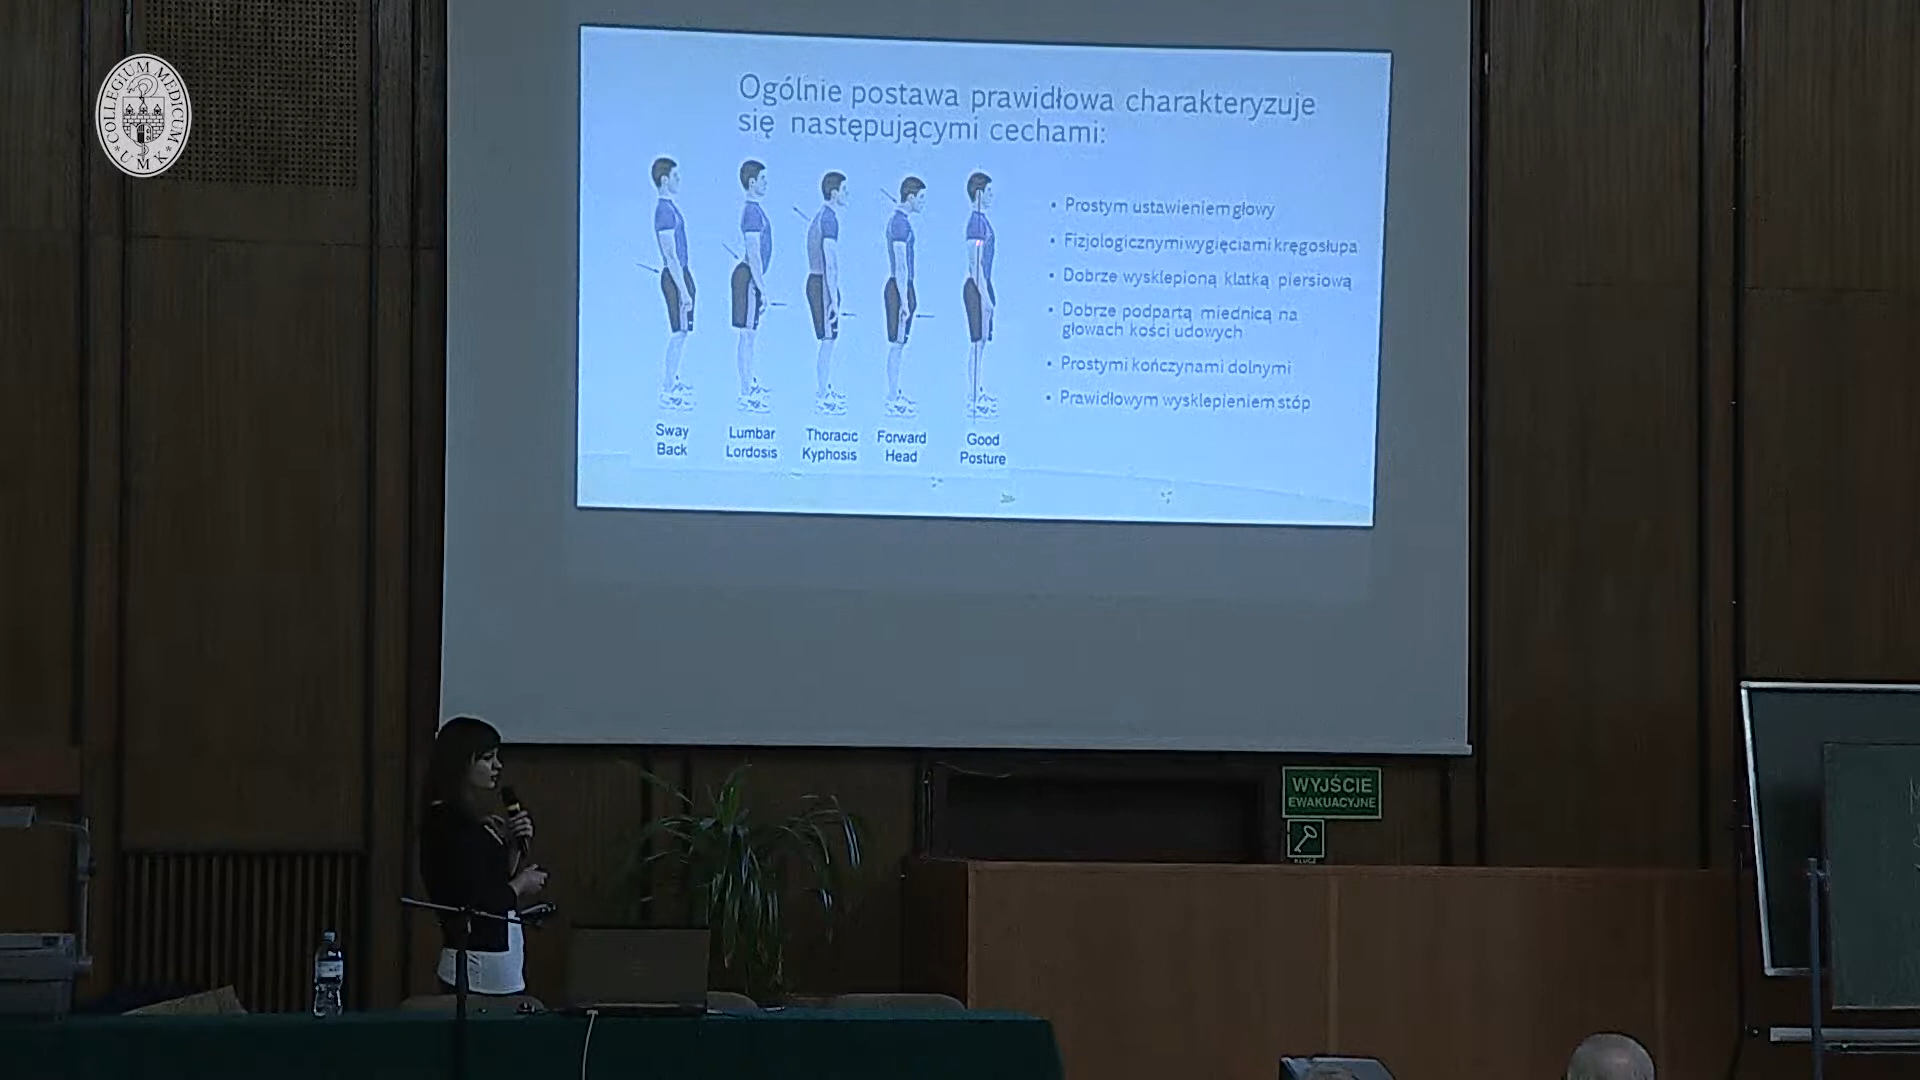 COLLEGIUM MEDICUM
* UMK *
Ogólnie postawa prawidłowa charakteryzuje
się następującymi cechami:
• Prostym ustawieniem głowy
• Fizjologicznymi wygięciami kręgosłupa
• Dobrze wysklepioną klatką piersiową
• Dobrze podpartą miednicą na
głowach kości udowych
• Prostymi kończynami dolnymi
• Prawidłowym wysklepieniem stóp
Sway
Back
Lumbar
Lordosis
Thoracic
Kyphosis
Forward
Head
Good
Posture
WYJŚCIE
EWAKUACYJNE
KLUCZ